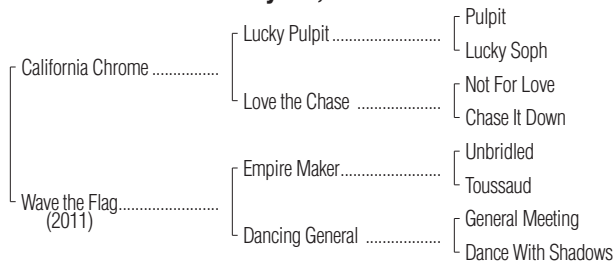 Pulpit
Lucky Pulpit
Lucky Soph
California Chrome
Not For Love
Love the Chase
Chase It Down
Unbridled
Empire Maker
Toussaud
Wave the Flag
(2011)
General Meeting
Dancing General
Dance With Shadows